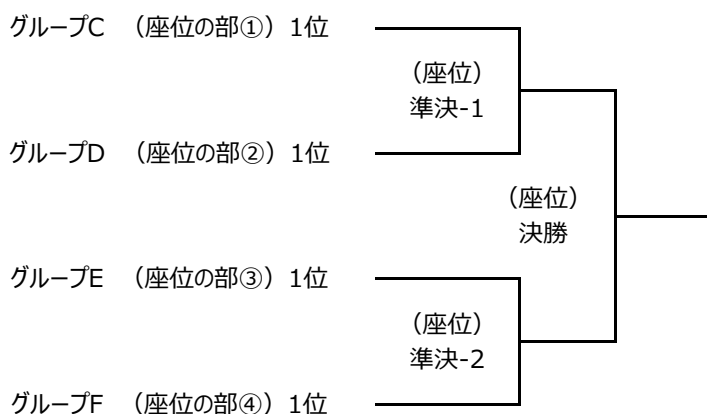 グループC　（座位の部①）1位
（座位）
準決-1
グループD　（座位の部②）1位
（座位）
決勝
グループE　（座位の部③）1位
（座位）
準決-2
グループF　（座位の部④）1位